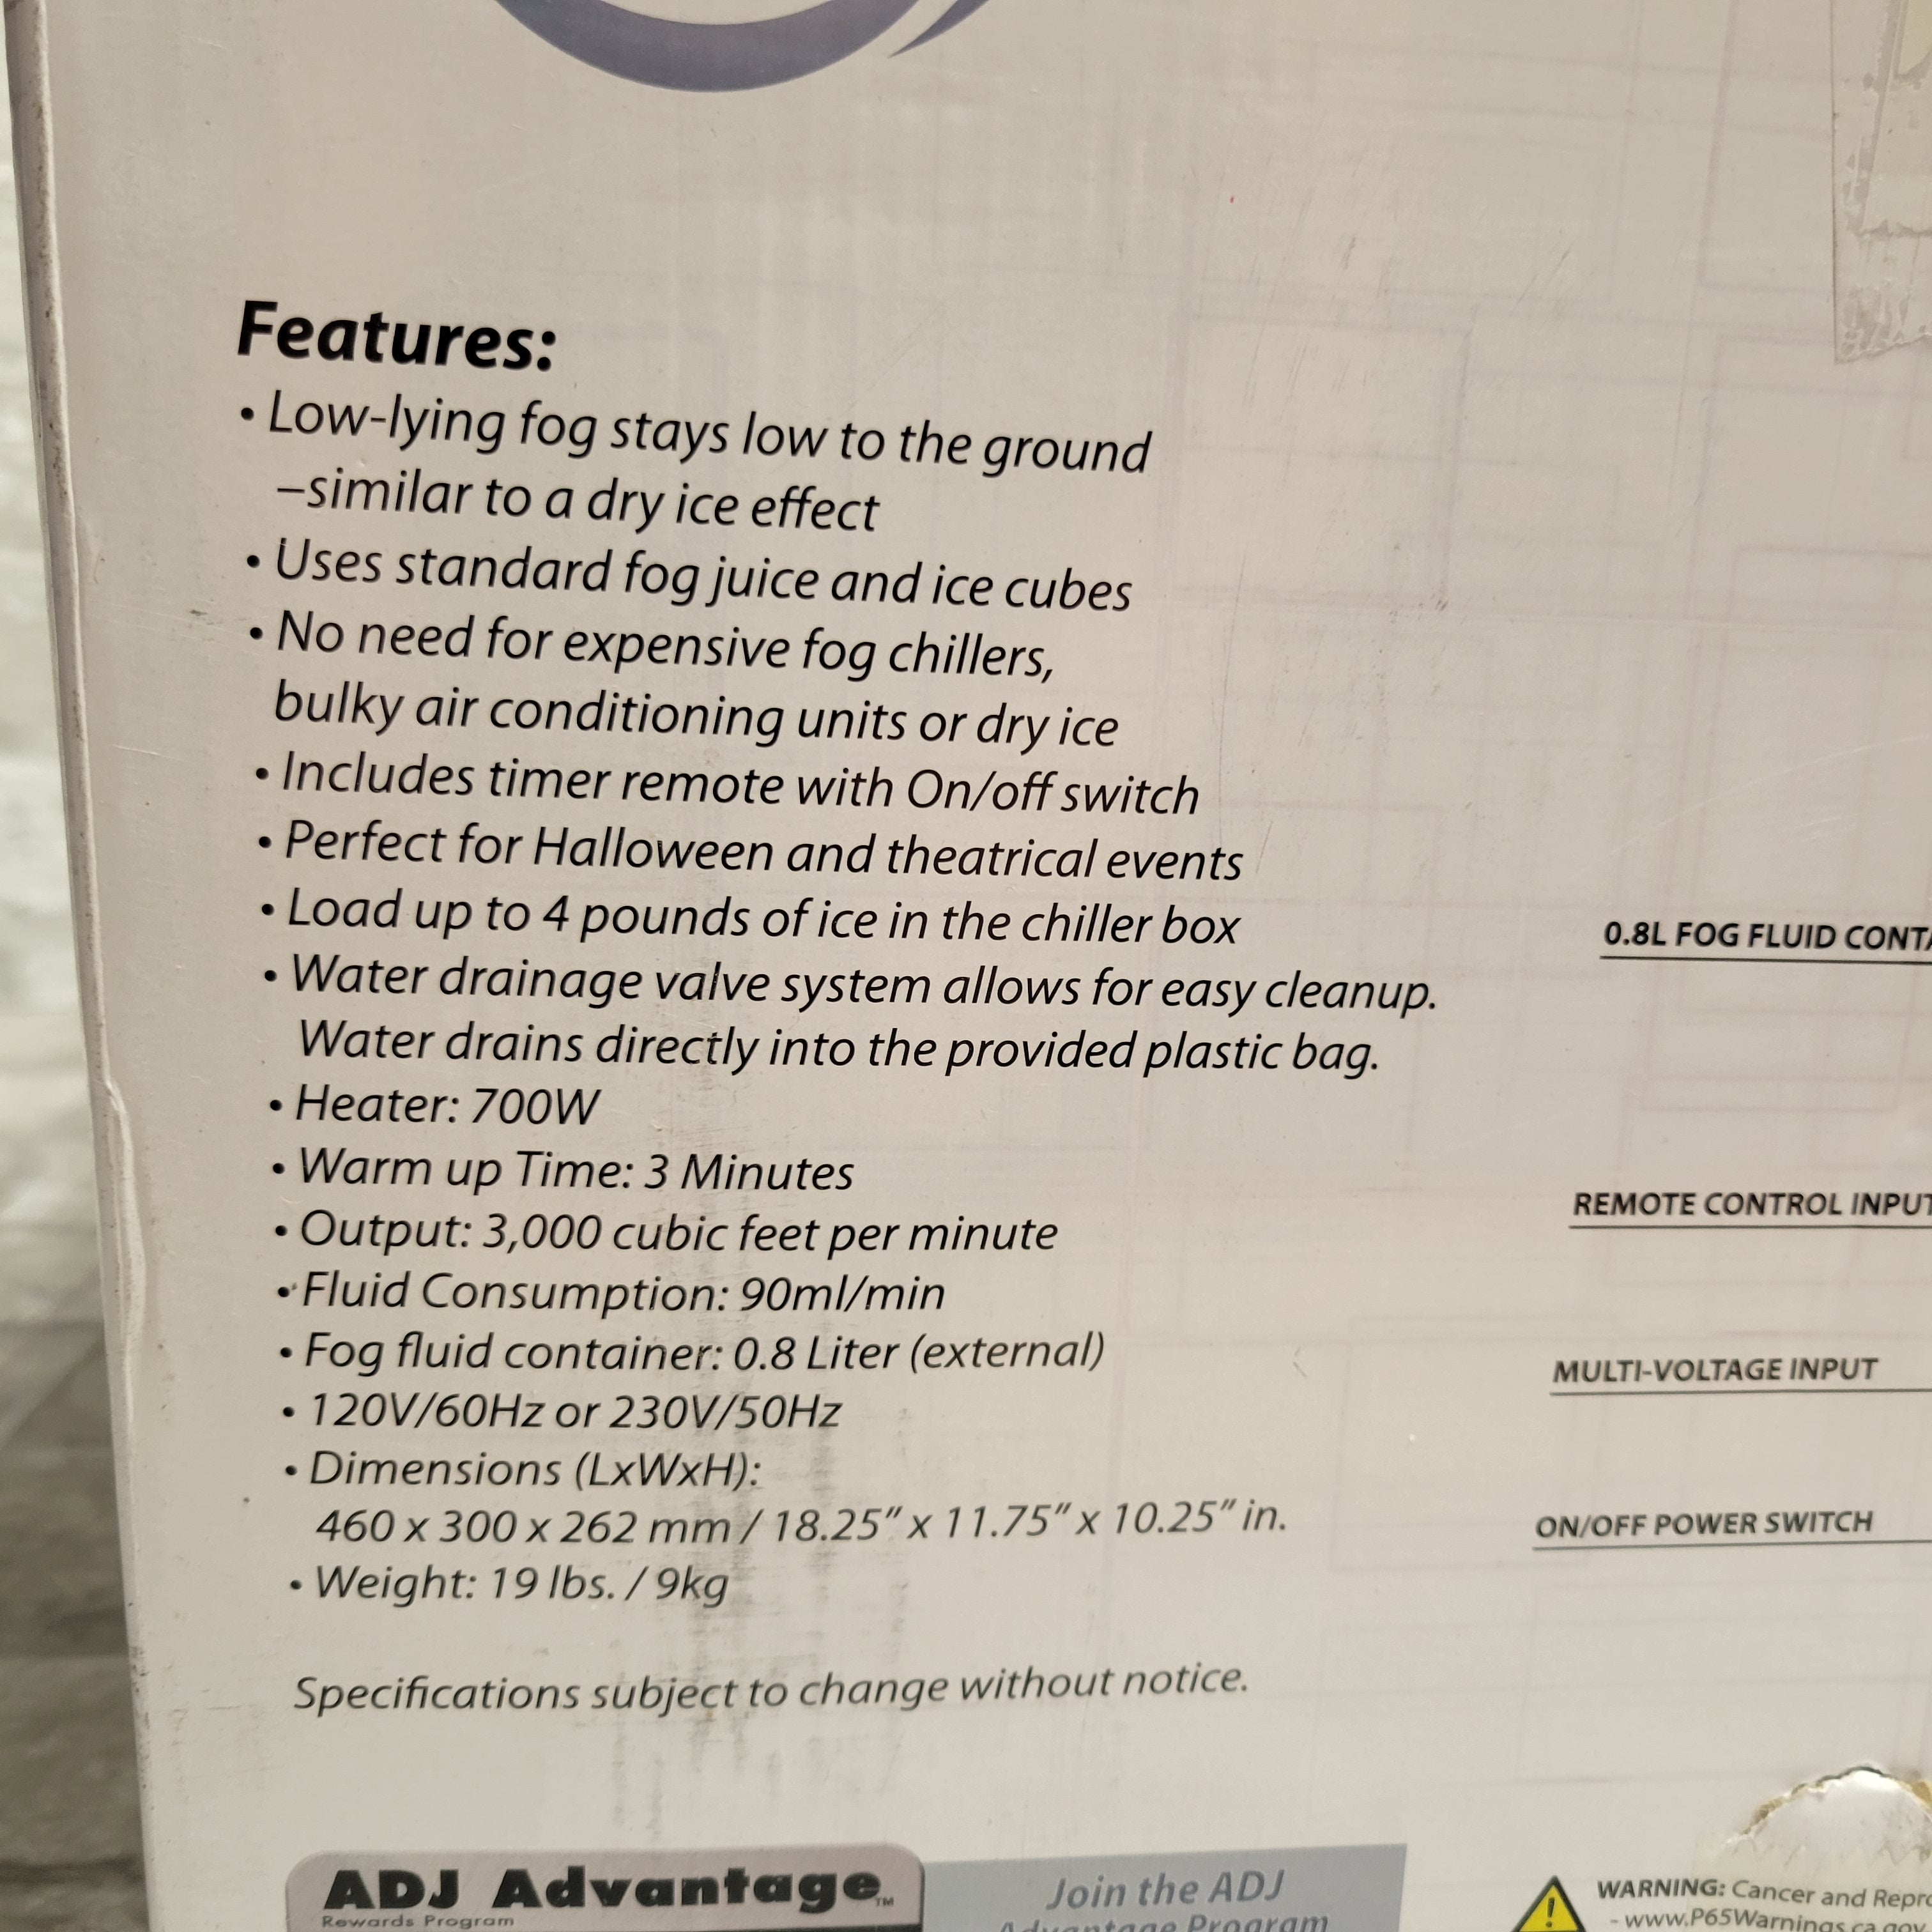 Features:
• Low-lying fog stays low to the ground
–similar to a dry ice effect
• Uses standard fog juice and ice cubes
• No need for expensive fog chillers,
bulky air conditioning units or dry ice
• Includes timer remote with On/off switch
• Perfect for Halloween and theatrical events
• Load up to 4 pounds of ice in the chiller box
• Water drainage valve system allows for easy cleanup.
Water drains directly into the provided plastic bag.
• Heater: 700W
• Warm up Time: 3 Minutes
• Output: 3,000 cubic feet per minute
• Fluid Consumption: 90ml/min
• Fog fluid container: 0.8 Liter (external)
• 120V/60Hz or 230V/50Hz
• Dimensions (LxWxH):
460 x 300 x 262 mm / 18.25" x 11.75" x 10.25" in.
• Weight: 19 lbs. / 9kg
Specifications subject to change without notice.
0.8L FOG FLUID
REMOTE CONTROL INPUT
MULTI-VOLTAGE INPUT
ON/OFF POWER SWITCH
ADJ Advantage™
Rewards Program
Join the ADJ
Advantage Program
WARNING: Cancer and
- www.P65Warnings.ca.gov